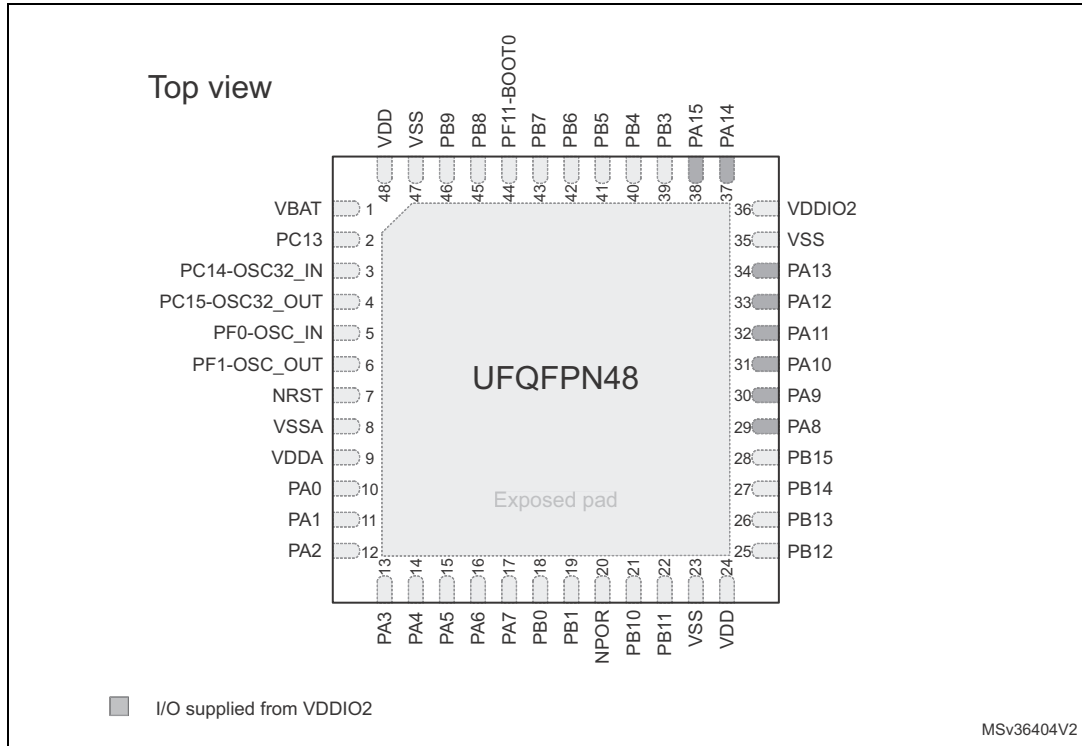 Top view
VDD
VSS
PB9
PB8
PF11-BOOT0
PB7
PB6
PB5
PB4
PB3
PA15
PA14
48
47
46
45
44
43
42
41
40
39
38
37
VBAT 1
PC13 2
PC14-OSC32_IN 3
PC15-OSC32_OUT 4
PF0-OSC_IN 5
PF1-OSC_OUT 6
NRST 7
VSSA 8
VDDA 9
PA0 10
PA1 11
PA2 12
UFQFPN48
Exposed pad
36 VDDIO2
35 VSS
34 PA13
33 PA12
32 PA11
31 PA10
30 PA9
29 PA8
28 PB15
27 PB14
26 PB13
25 PB12
13
14
15
16
17
18
19
20
21
22
23
24
PA3
PA4
PA5
PA6
PA7
PB0
PB1
NPOR
PB10
PB11
VSS
VDD
I/O supplied from VDDIO2
MSv36404V2